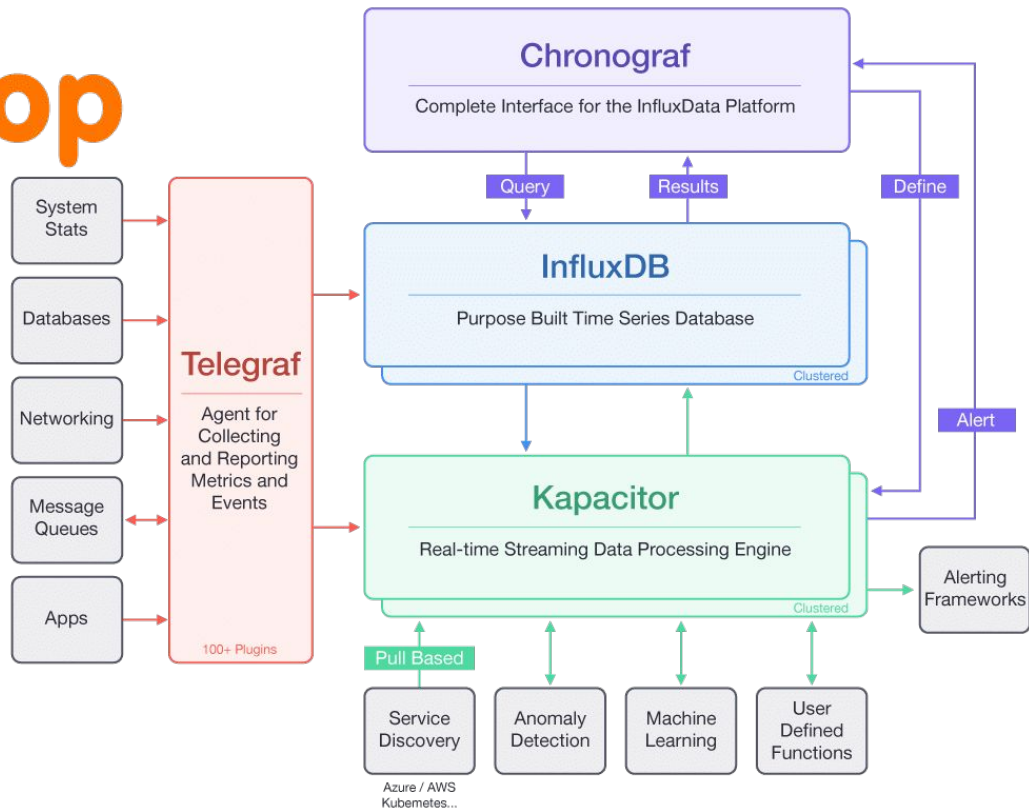 op
Chronograf
Complete Interface for the InfluxData Platform
Query
Results
Define
System
Stats
Databases
Networking
Message
Queues
Apps
Telegraf
Agent for
Collecting
and Reporting
Metrics and
Events
100+ Plugins
InfluxDB
Purpose Built Time Series Database
Clustered
Alert
Kapacitor
Real-time Streaming Data Processing Engine
Clustered
Alerting
Frameworks
Pull Based
Service
Discovery
Azure / AWS
Kubernetes...
Anomaly
Detection
Machine
Learning
User
Defined
Functions